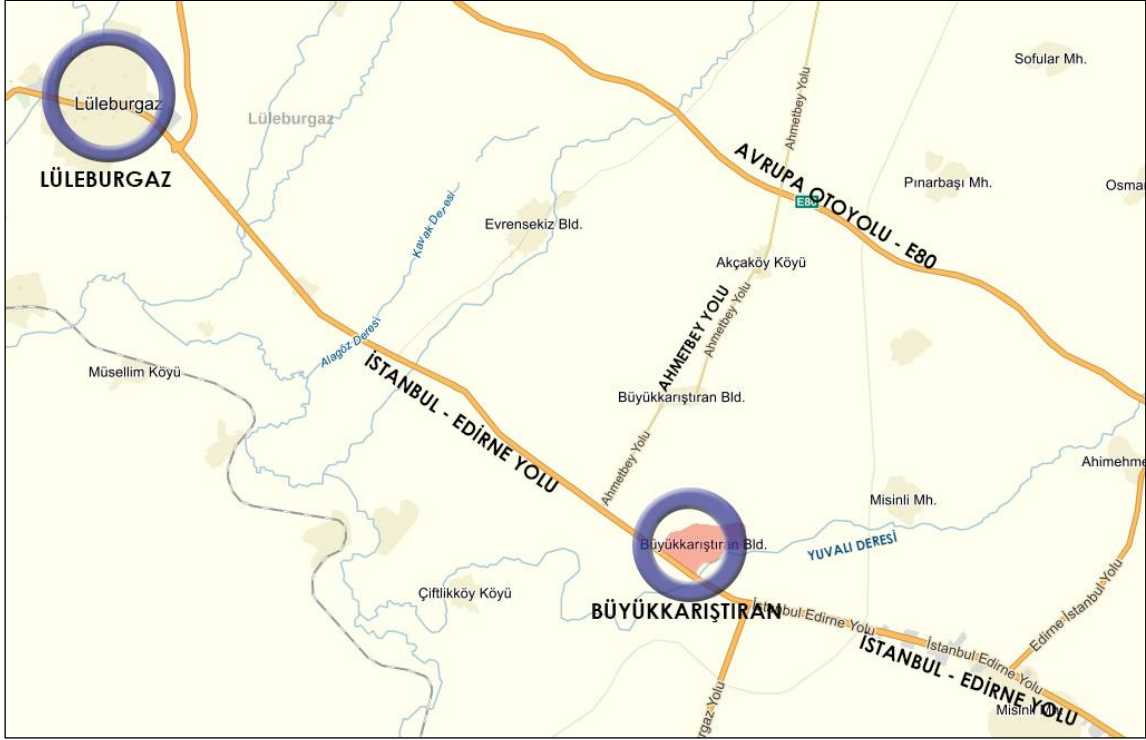 Sofular Mh.
Lüleburgaz
Lüleburgaz
LÜLEBURGAZ
Ahmetbey Yolu
AVRUPA OTOYOLU - E80
E80
Pınarbaşı Mh.
Kavak Deresi
Evrensekiz Bld.
Akçaköy Köyü
AHMETBEY YOLU
Ahmetbey Yolu
Alagöz Deresi
Müsellim Köyü
İSTANBUL - EDİRNE YOLU
Büyükkarıştıran Bld.
Ahmetbey Yolu
Ahimehme
Misinli Mh.
Büyükkarıştıran Bld.
YUVALI DERESİ
Çiftlikköy Köyü
BÜYÜKKARIŞTIRAN
İstanbul Edirne Yolu
İstanbul Edirne Yolu
Edirne İstanbul Yolu
İSTANBUL - EDİRNE YOLU
rgaz Yolu